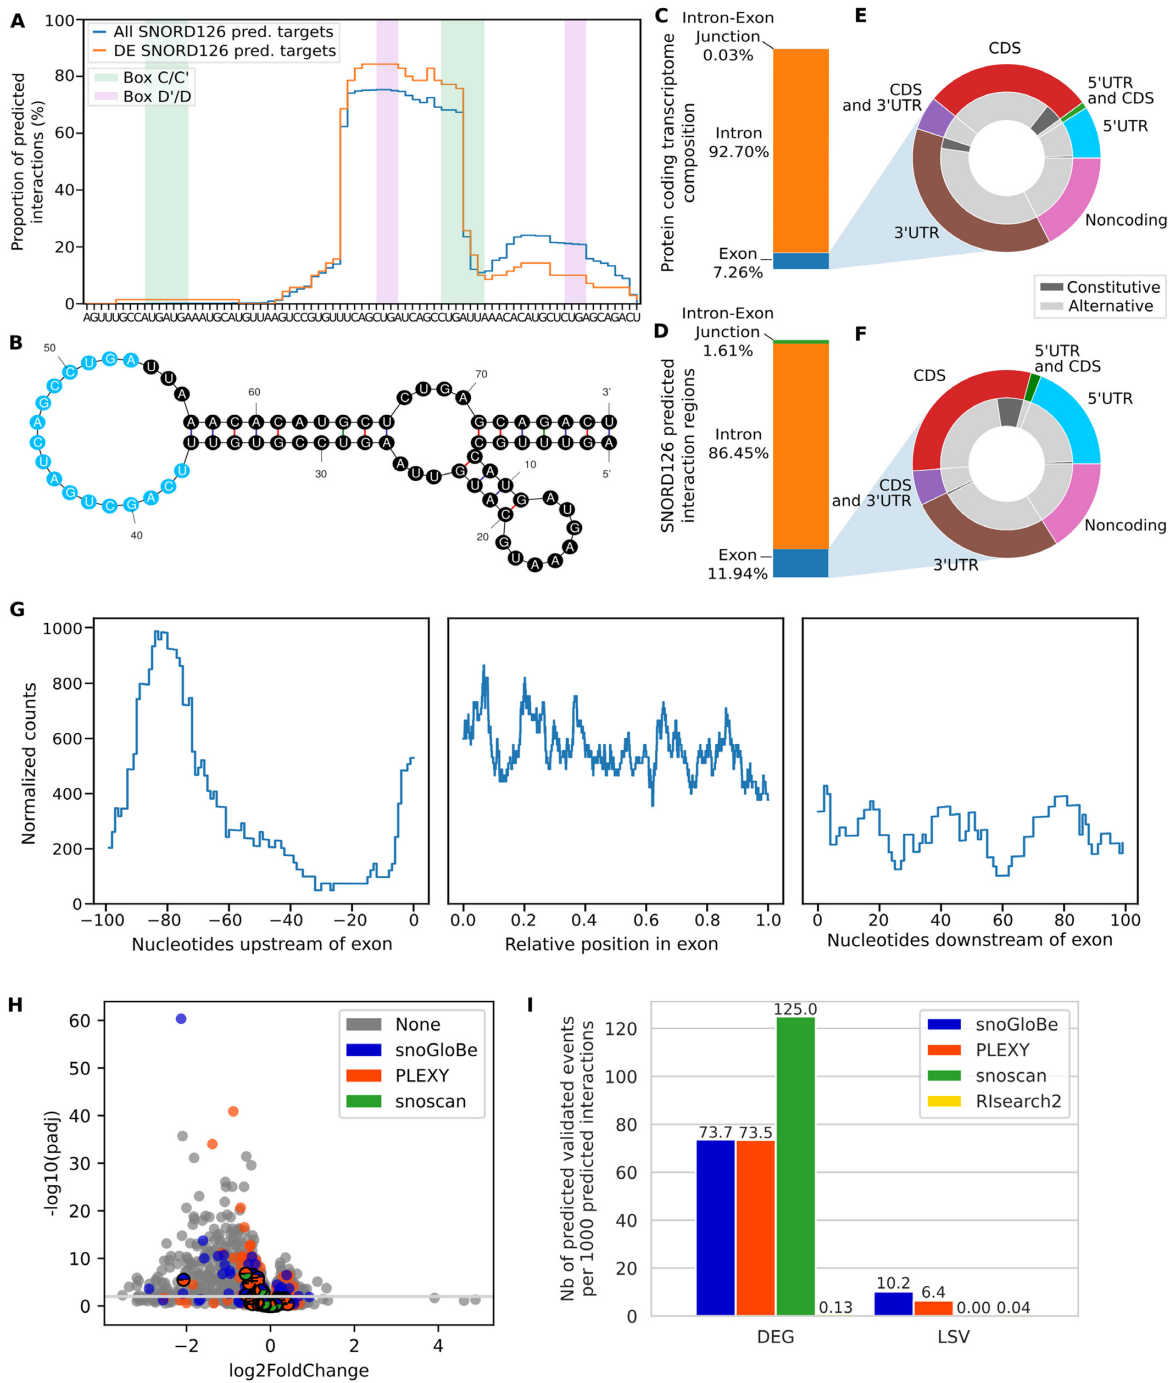 A
100
80
60
40
20
0
Proportion of predicted
interactions (%)
All SNORD126 pred. targets
DE SNORD126 pred. targets
Box C/C'
Box D'/D
AGUUUGCCAUGAUGAAAUGCAUGUUAAGUCCGUGUUUCAGCUGAUCAGCCUGAUUAAACACAUGCUCUGAGCAGACU
B
50
60
70
3'
5'
10
20
30
40
C
Intron-Exon
Junction
0.03%
Intron
92.70%
Exon
7.26%
Protein coding transcriptome
composition
E
CDS
5'UTR
and CDS
5'UTR
CDS
and 3'UTR
3'UTR
Noncoding
Constitutive
Alternative
D
Intron-Exon
Junction
1.61%
Intron
86.45%
Exon
11.94%
SNORD126 predicted
interaction regions
F
CDS
5'UTR
and CDS
5'UTR
CDS
and 3'UTR
3'UTR
Noncoding
G
1000
800
600
400
200
0
Normalized counts
−100 −80 −60 −40 −20 0
Nucleotides upstream of exon
0.0 0.2 0.4 0.6 0.8 1.0
Relative position in exon
0 20 40 60 80 100
Nucleotides downstream of exon
H
60
50
40
30
20
10
0
-log10(padj)
None
snoGloBe
PLEXY
snoscan
−2 0 2 4
log2FoldChange
I
Nb of predicted validated events
per 1000 predicted interactions
120
100
80
60
40
20
0
73.7 73.5 125.0 0.13
10.2 6.4 0.00 0.04
snoGloBe
PLEXY
snoscan
RIsearch2
DEG LSV